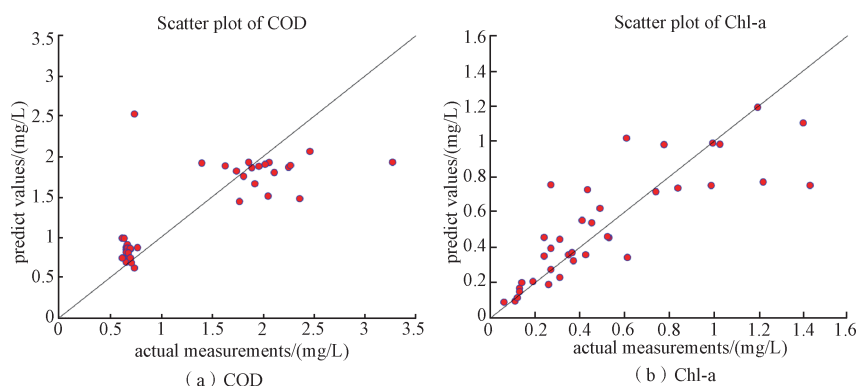 Scatter plot of COD
3.5
3
2.5
2
1.5
1
0.5
0
predict values/(mg/L)
0 0.5 1 1.5 2 2.5 3 3.5
actual measurements/(mg/L)
( a ) COD
Scatter plot of Chl-a
1.6
1.4
1.2
1
0.8
0.6
0.4
0.2
0
predict values/(mg/L)
0 0.2 0.4 0.6 0.8 1 1.2 1.4 1.6
actual measurements/(mg/L)
( b ) Chl-a